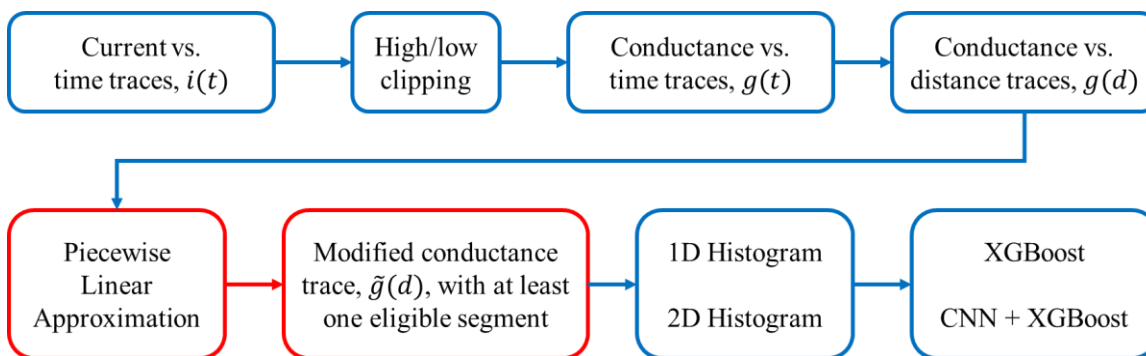 Current vs.
time traces, i(t)
High/low
clipping
Conductance vs.
time traces, g(t)
Conductance vs.
distance traces, g(d)
Piecewise
Linear
Approximation
Modified conductance
trace, g̃(d), with at least
one eligible segment
1D Histogram
2D Histogram
XGBoost
CNN + XGBoost